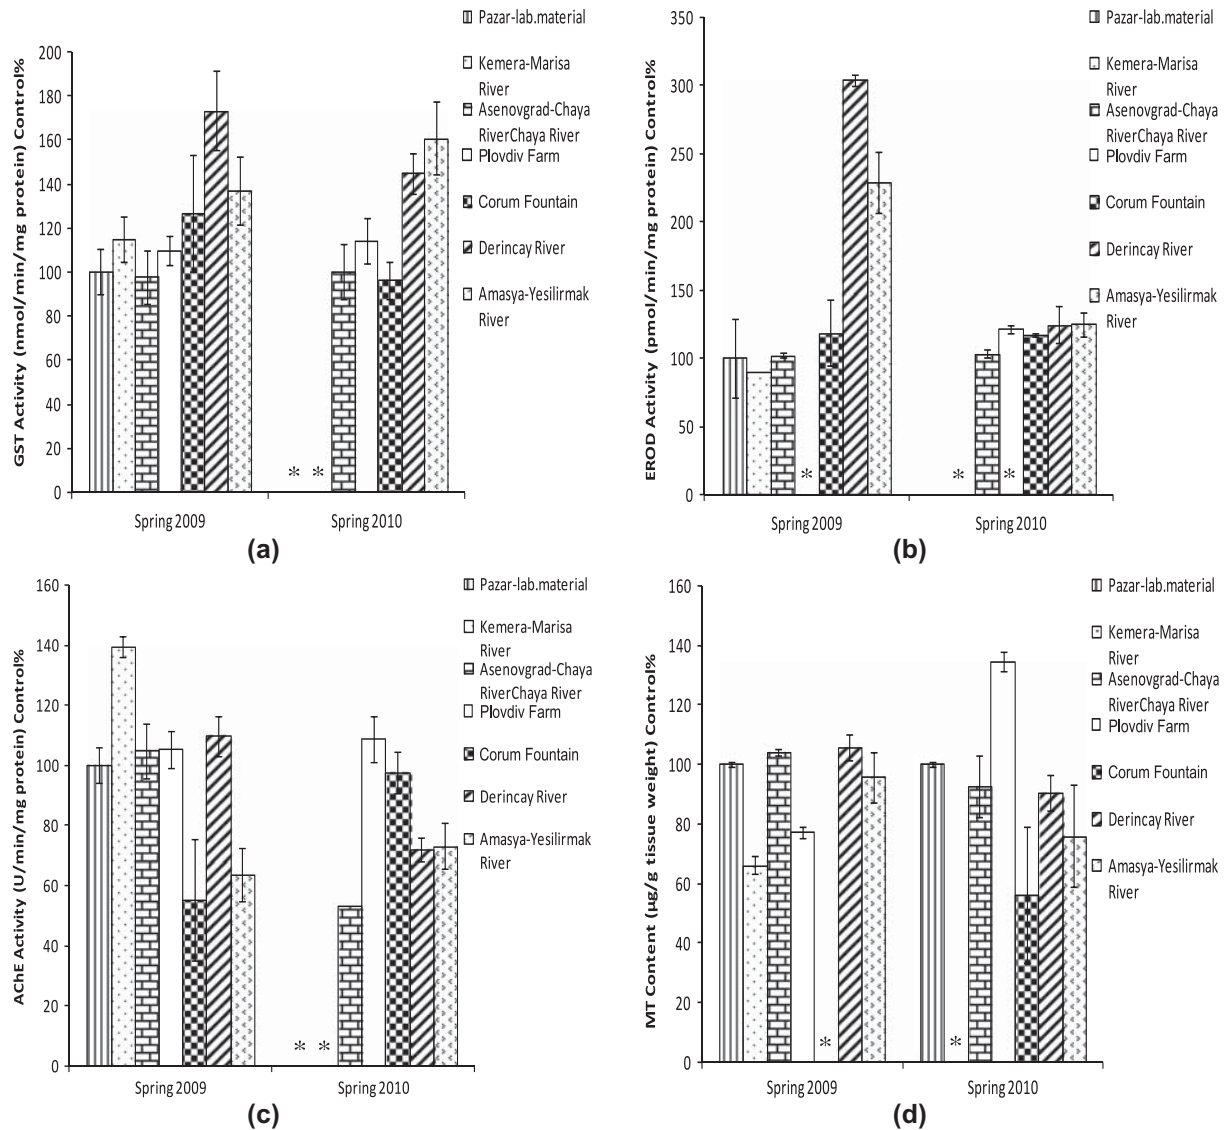 GST Activity (nmol/min/mg protein) Control%
200
180
160
140
120
100
80
60
40
20
0
* *
Spring 2009
Spring 2010
Pazar-lab.material
Kemera-Marisa
River
Asenovgrad-Chaya
RiverChaya River
Plovdiv Farm
Corum Fountain
Derincay River
Amasya-Yesilirmak
River
(a)
EROD Activity (pmol/min/mg protein) Control%
350
300
250
200
150
100
50
0
*
* *
Spring 2009
Spring 2010
Pazar-lab.material
Kemera-Marisa
River
Asenovgrad-Chaya
RiverChaya River
Plovdiv Farm
Corum Fountain
Derincay River
Amasya-Yesilirmak
River
(b)
AChE Activity (U/min/mg protein) Control%
160
140
120
100
80
60
40
20
0
* *
Spring 2009
Spring 2010
Pazar-lab.material
Kemera-Marisa
River
Asenovgrad-Chaya
RiverChaya River
Plovdiv Farm
Corum Fountain
Derincay River
Amasya-Yesilirmak
River
(c)
MT Content (µg/g tissue weight) Control%
160
140
120
100
80
60
40
20
0
*
*
Spring 2009
Spring 2010
Pazar-lab.material
Kemera-Marisa
River
Asenovgrad-Chaya
RiverChaya River
Plovdiv Farm
Corum Fountain
Derincay River
Amasya-Yesilirmak
River
(d)